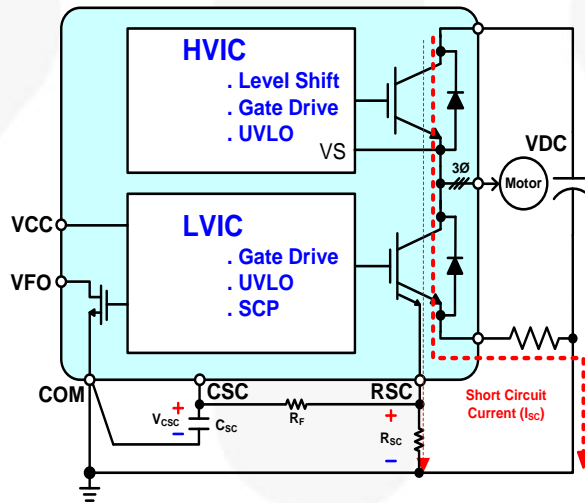 HVIC
. Level Shift
. Gate Drive
. UVLO
VS
VDC
3Ø
Motor
VCC
LVIC
. Gate Drive
. UVLO
. SCP
VFO
COM
CSC
RSC
Short Circuit
Current (ISC)
+
VCSC
–
CSC
RF
+
RSC
–